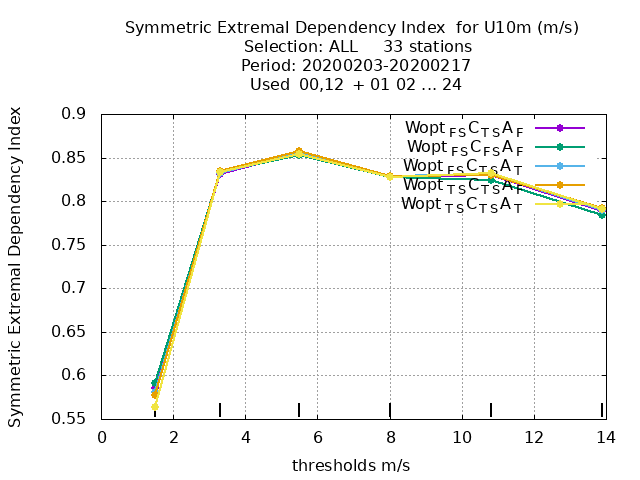 Symmetric Extremal Dependency Index  for U10m (m/s)
Selection: ALL     33 stations
Period: 20200203-20200217
Used  00,12  + 01 02 ... 24
Symmetric Extremal Dependency Index
0.9
0.85
0.8
0.75
0.7
0.65
0.6
0.55
Wopt FS C TS A F
Wopt FS C FS A F
Wopt FS C TS A T
Wopt TS C TS A F
Wopt TS C TS A T
0 2 4 6 8 10 12 14
thresholds m/s